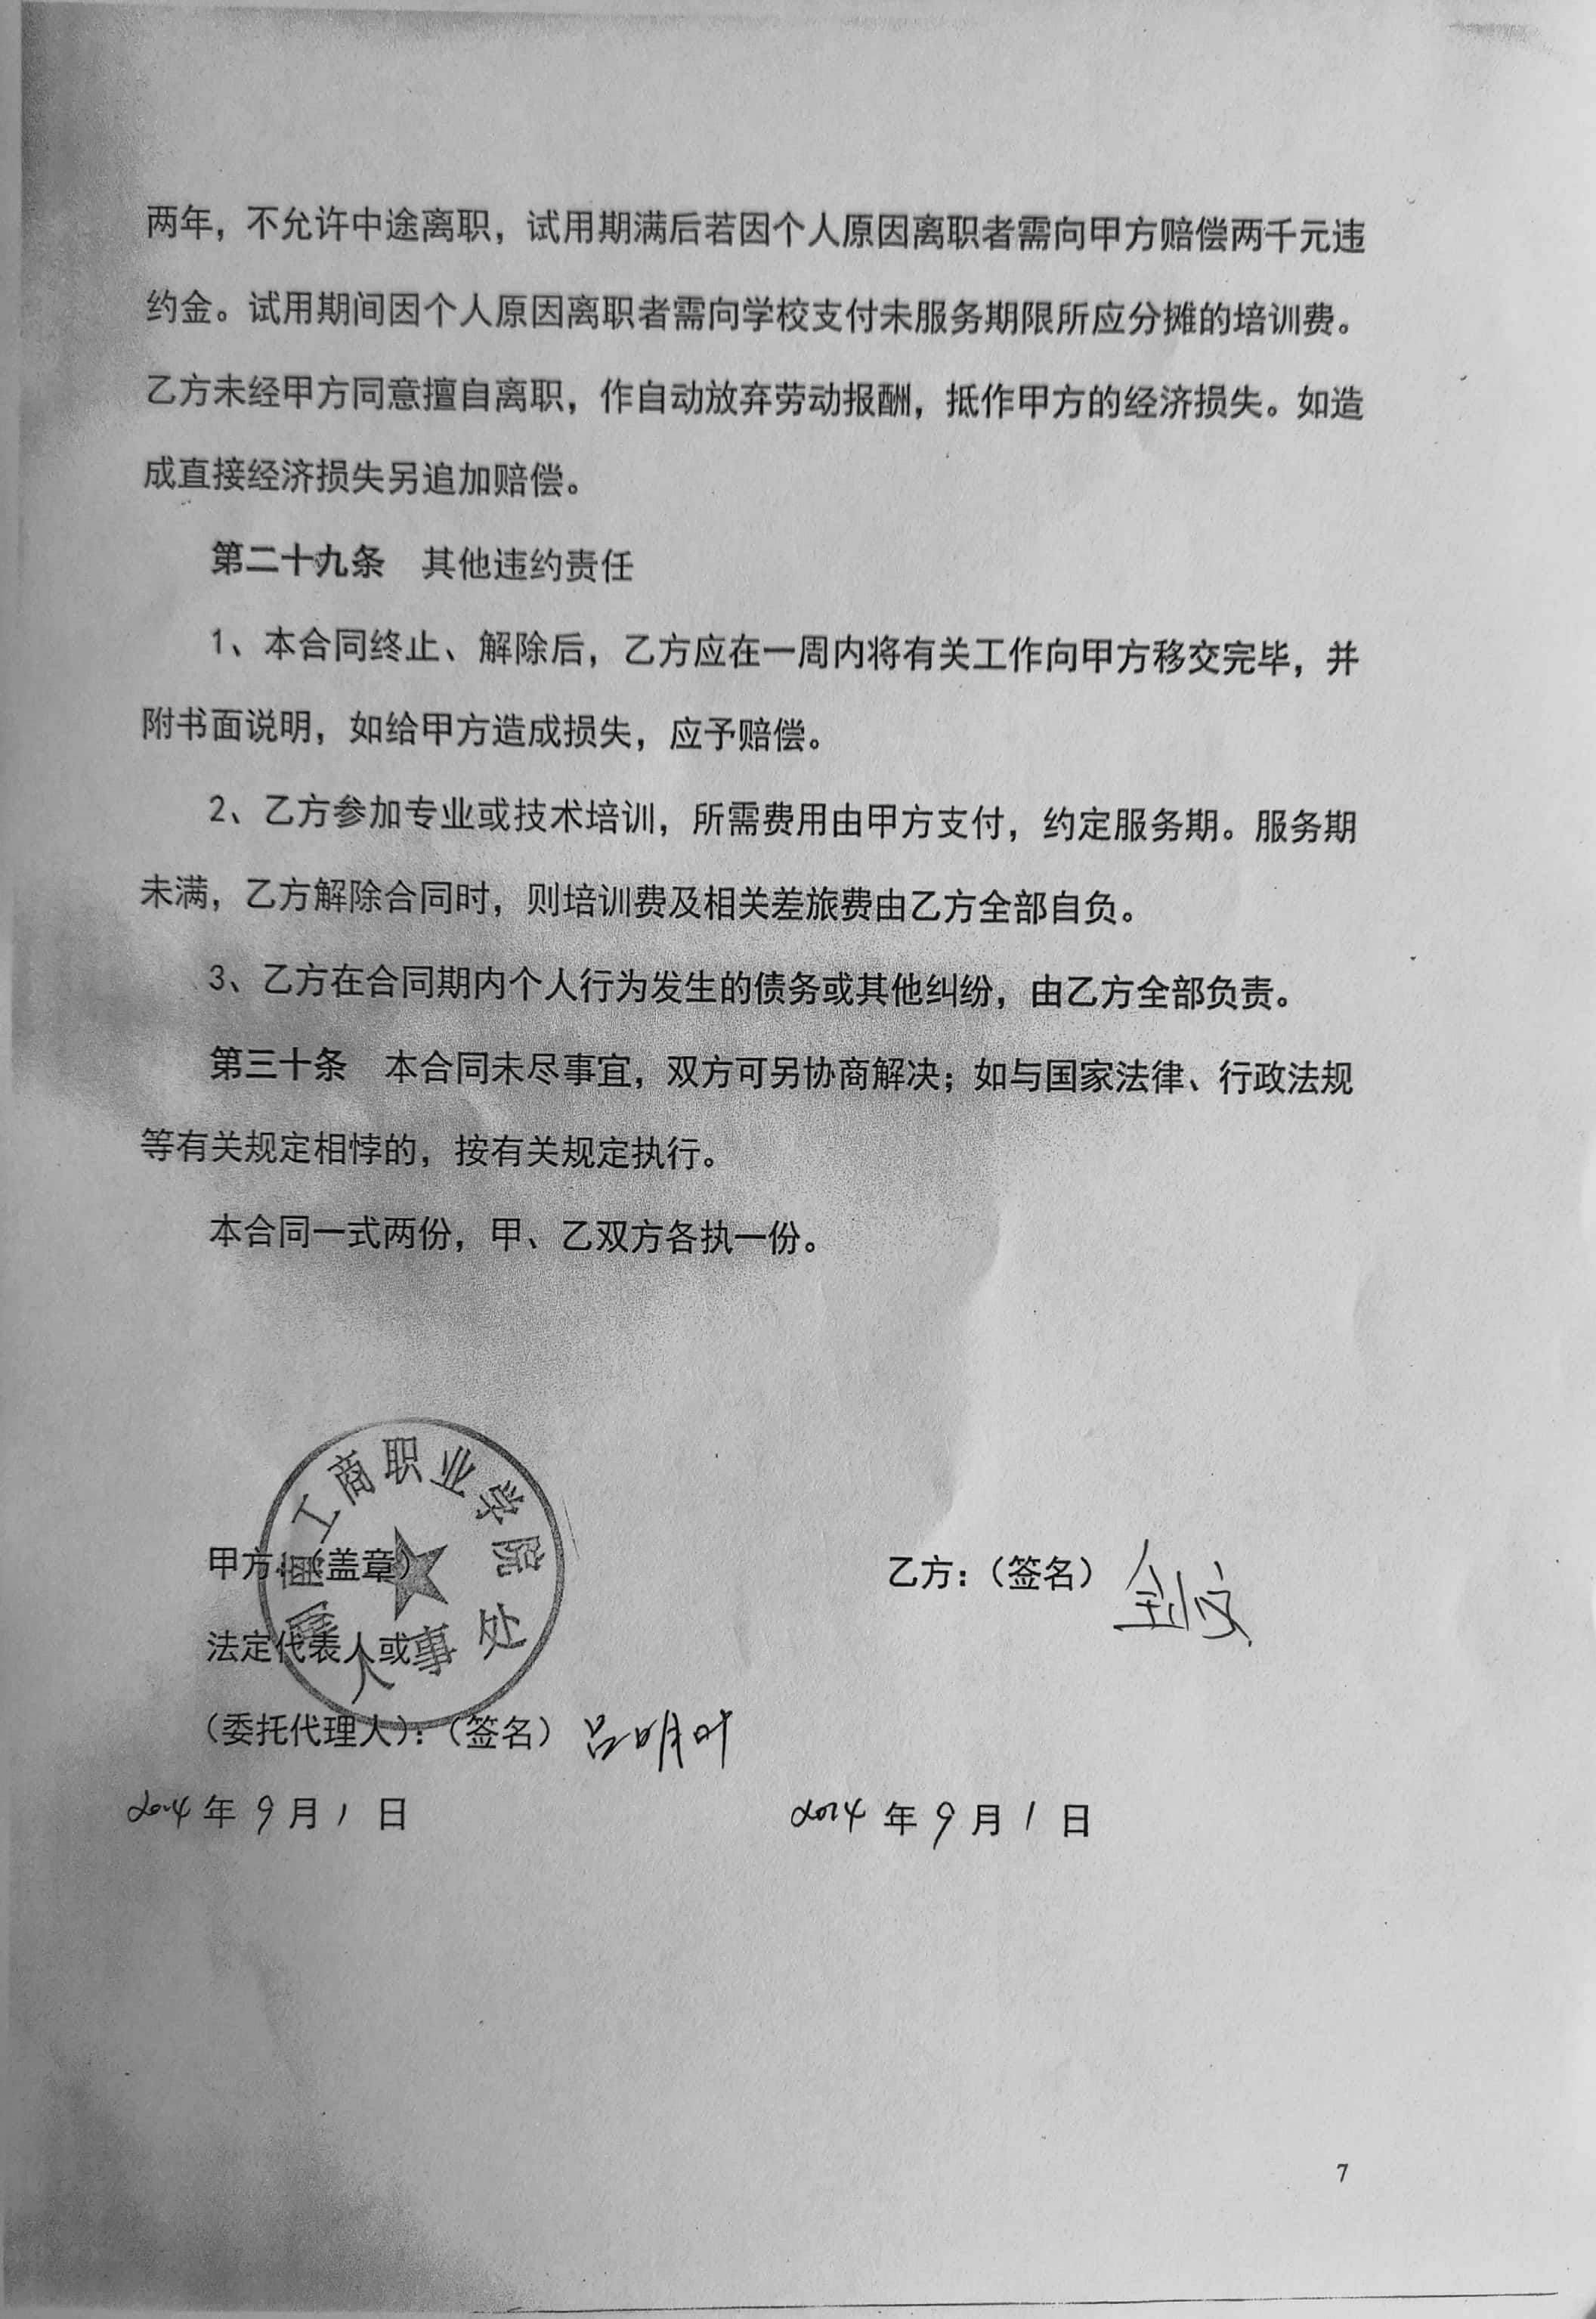 两年，不允许中途离职，试用期满后若因个人原因离职者需向甲方赔偿两千元违
约金。试用期间因个人原因离职者需向学校支付未服务期限所应分摊的培训费。
乙方未经甲方同意擅自离职，作自动放弃劳动报酬，抵作甲方的经济损失。如造
成直接经济损失另追加赔偿。
第二十九条 其他违约责任
1、本合同终止、解除后，乙方应在一周内将有关工作向甲方移交完毕，并
附书面说明，如给甲方造成损失，应予赔偿。
2、乙方参加专业或技术培训，所需费用由甲方支付，约定服务期。服务期
未满，乙方解除合同时，则培训费及相关差旅费由乙方全部自负。
3、乙方在合同期内个人行为发生的债务或其他纠纷，由乙方全部负责。
第三十条 本合同未尽事宜，双方可另协商解决；如与国家法律、行政法规
等有关规定相悖的，按有关规定执行。
本合同一式两份，甲、乙双方各执一份。
工商职业学院
人事处
甲方：（盖章）
乙方：（签名）
法定代表人或
（委托代理人）：（签名）吕明叶
年9月1日
2024年9月1日
7